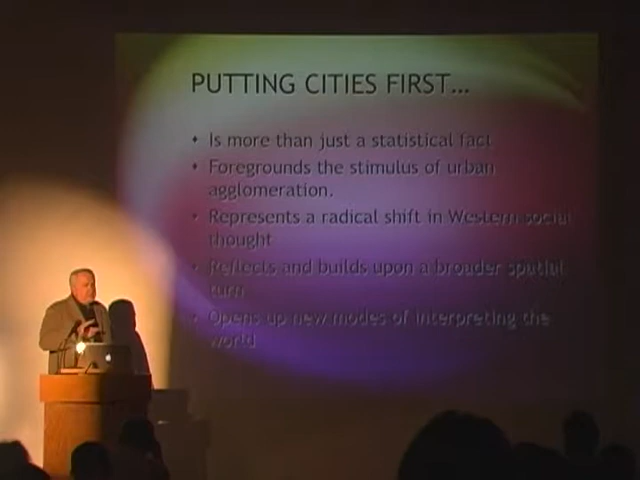 PUTTING CITIES FIRST...
• Is more than just a statistical fact
• Foregrounds the stimulus of urban
agglomeration.
• Represents a radical shift in Western social
thought
• Reflects and builds upon a broader spatial
turn
• Opens up new modes of interpreting the
world